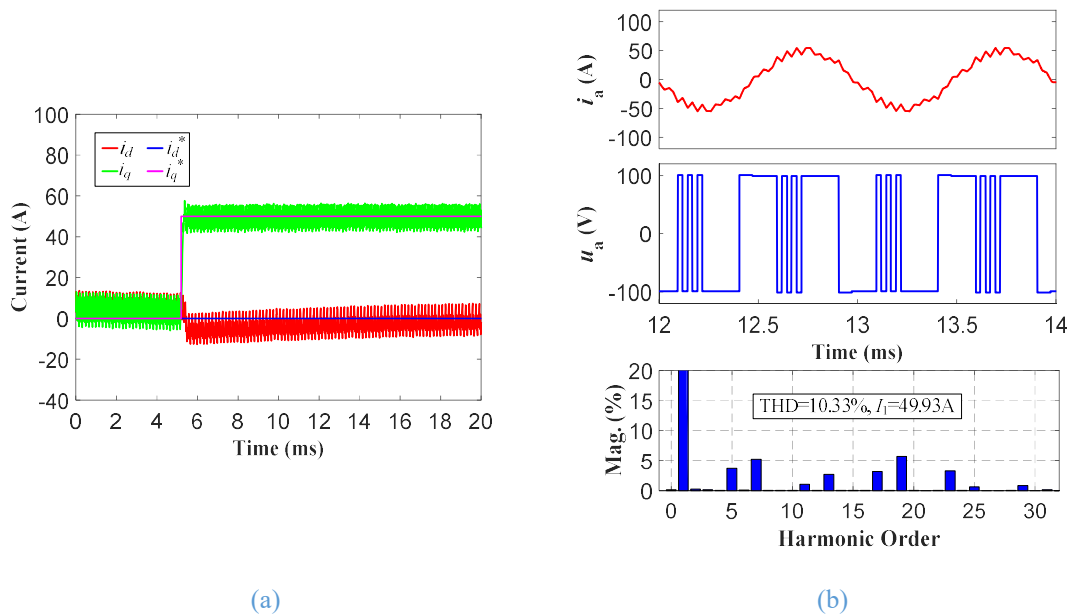 100
80
60
40
20
0
-20
-40
Current (A)
i_d i_d*
i_q i_q*
0 2 4 6 8 10 12 14 16 18 20
Time (ms)
(a)
100
50
0
-50
-100
i_a (A)
100
0
-100
u_a (V)
12 12.5 13 13.5 14
Time (ms)
20
15
10
5
0
Mag. (%)
THD=10.33%, I_1=49.93A
0 5 10 15 20 25 30
Harmonic Order
(b)